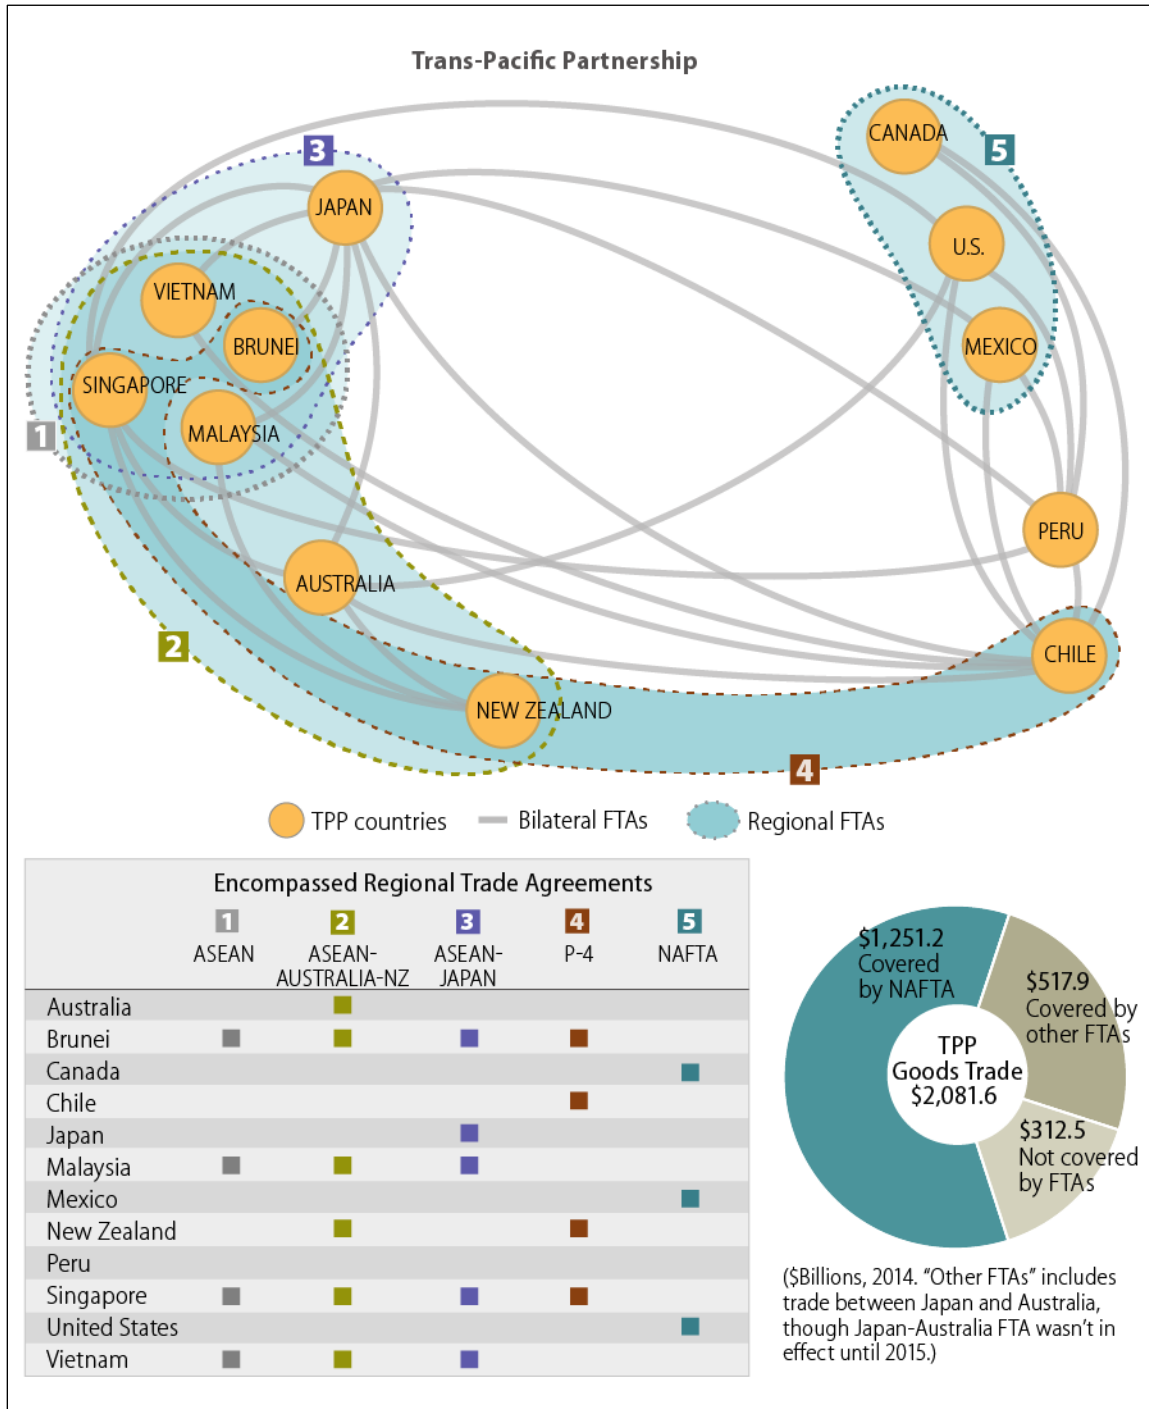 Trans-Pacific Partnership
CANADA
3
5
JAPAN
U.S.
VIETNAM
BRUNEI
MEXICO
SINGAPORE
1
MALAYSIA
PERU
AUSTRALIA
2
CHILE
NEW ZEALAND
4
TPP countries
Bilateral FTAs
Regional FTAs
Encompassed Regional Trade Agreements
1 2 3 4 5
ASEAN
ASEAN-
AUSTRALIA-NZ
ASEAN-
JAPAN
P-4
NAFTA
Australia
Brunei
Canada
Chile
Japan
Malaysia
Mexico
New Zealand
Peru
Singapore
United States
Vietnam
$1,251.2
Covered
by NAFTA
$517.9
Covered by
other FTAs
TPP
Goods Trade
$2,081.6
$312.5
Not covered
by FTAs
($Billions, 2014. “Other FTAs” includes
trade between Japan and Australia,
though Japan-Australia FTA wasn’t in
effect until 2015.)